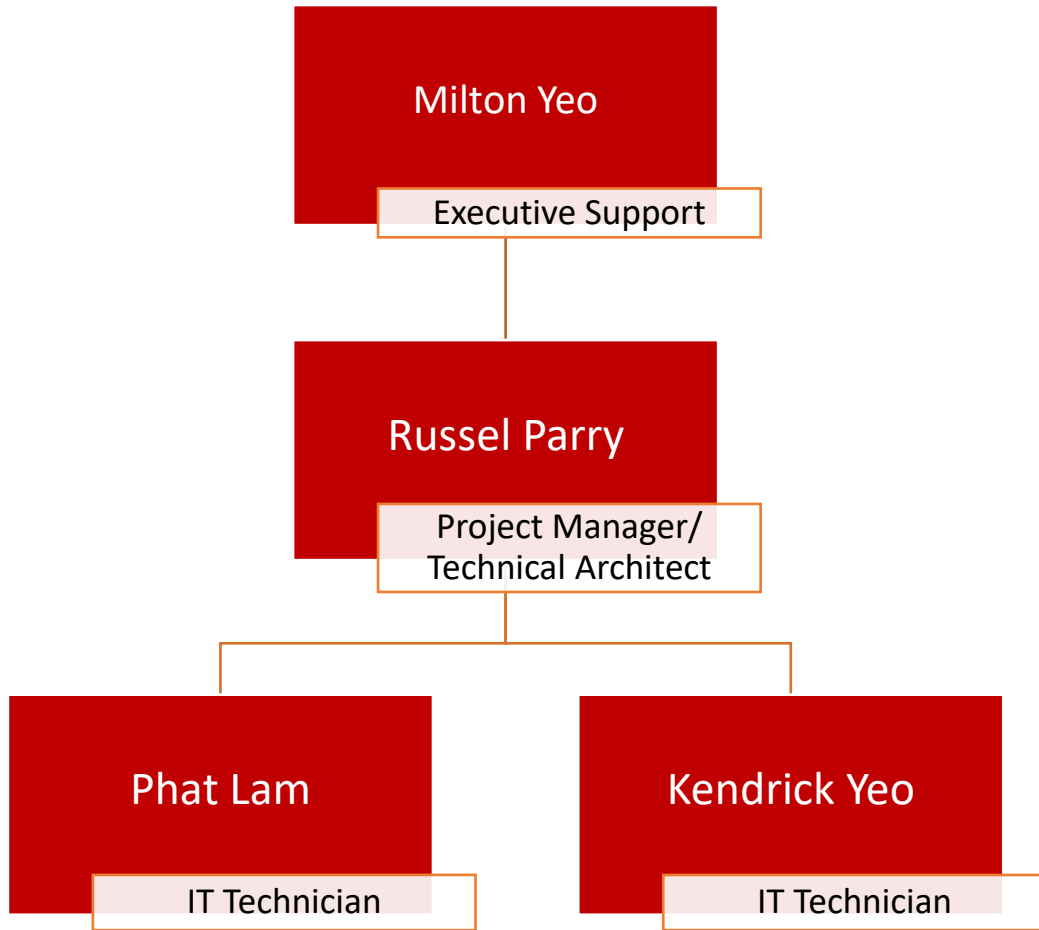 Milton Yeo
Executive Support
Russel Parry
Project Manager/
Technical Architect
Phat Lam
IT Technician
Kendrick Yeo
IT Technician